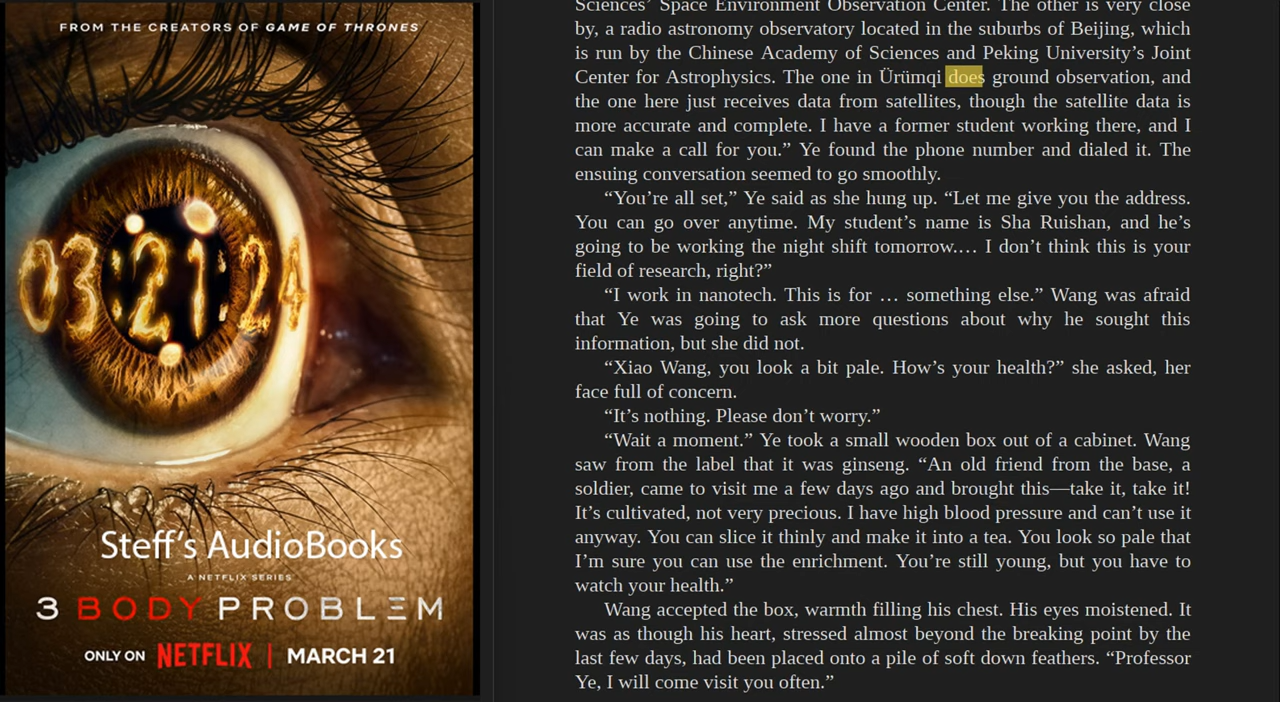 FROM THE CREATORS OF GAME OF THRONES
03:21:24
Steff's AudioBooks
A NETFLIX SERIES
3 BODY PROBLEM
ONLY ON NETFLIX | MARCH 21
Sciences’ Space Environment Observation Center. The other is very close
by, a radio astronomy observatory located in the suburbs of Beijing, which
is run by the Chinese Academy of Sciences and Peking University’s Joint
Center for Astrophysics. The one in Ürümqi does ground observation, and
the one here just receives data from satellites, though the satellite data is
more accurate and complete. I have a former student working there, and I
can make a call for you.” Ye found the phone number and dialed it. The
ensuing conversation seemed to go smoothly.
“You’re all set,” Ye said as she hung up. “Let me give you the address.
You can go over anytime. My student’s name is Sha Ruishan, and he’s
going to be working the night shift tomorrow.… I don’t think this is your
field of research, right?”
“I work in nanotech. This is for … something else.” Wang was afraid
that Ye was going to ask more questions about why he sought this
information, but she did not.
“Xiao Wang, you look a bit pale. How’s your health?” she asked, her
face full of concern.
“It’s nothing. Please don’t worry.”
“Wait a moment.” Ye took a small wooden box out of a cabinet. Wang
saw from the label that it was ginseng. “An old friend from the base, a
soldier, came to visit me a few days ago and brought this—take it, take it!
It’s cultivated, not very precious. I have high blood pressure and can’t use it
anyway. You can slice it thinly and make it into a tea. You look so pale that
I’m sure you can use the enrichment. You’re still young, but you have to
watch your health.”
Wang accepted the box, warmth filling his chest. His eyes moistened. It
was as though his heart, stressed almost beyond the breaking point by the
last few days, had been placed onto a pile of soft down feathers. “Professor
Ye, I will come visit you often.”